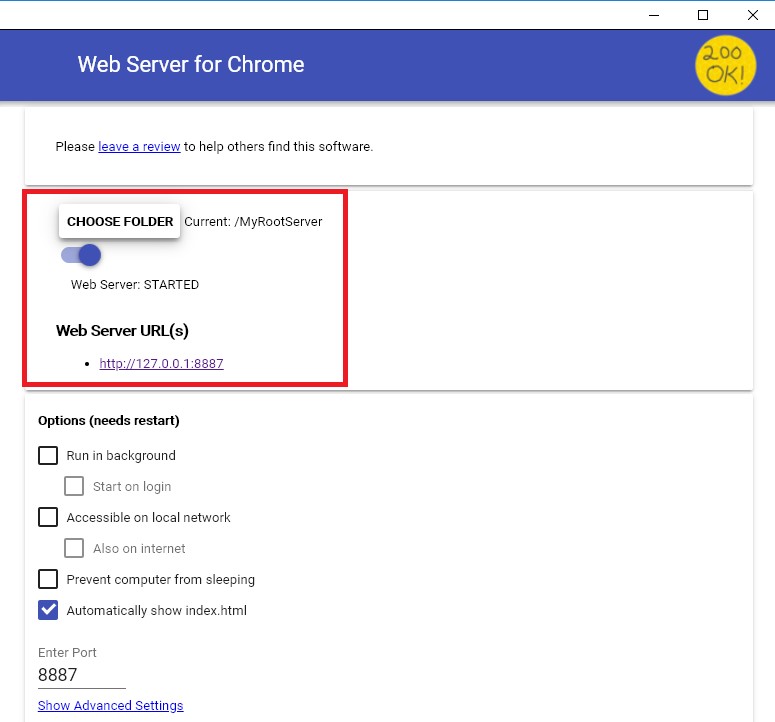 Web Server for Chrome
200
OK!
Please leave a review to help others find this software.
CHOOSE FOLDER Current: /MyRootServer
Web Server: STARTED
Web Server URL(s)
http://127.0.0.1:8887
Options (needs restart)
Run in background
Start on login
Accessible on local network
Also on internet
Prevent computer from sleeping
Automatically show index.html
Enter Port
8887
Show Advanced Settings